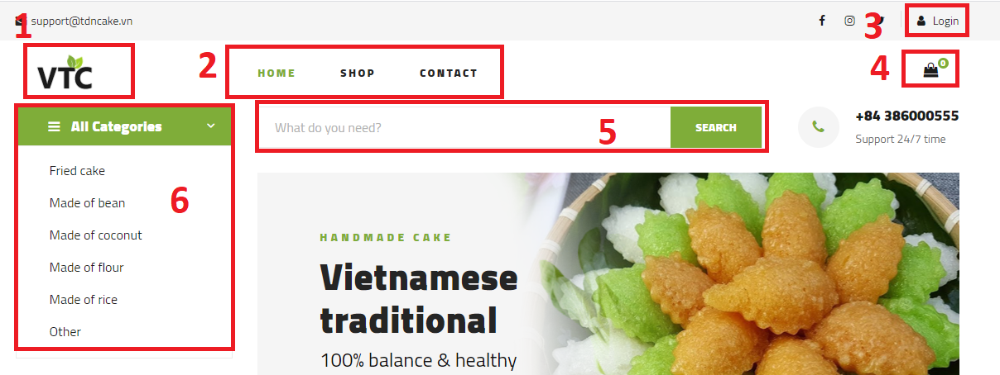 1
support@tdncake.vn
3
Login
VTC
2
HOME
SHOP
CONTACT
4
0
All Categories
What do you need?
5
SEARCH
+84 386000555
Support 24/7 time
Fried cake
Made of bean
6
Made of coconut
Made of flour
Made of rice
Other
HANDMADE CAKE
Vietnamese
traditional
100% balance & healthy